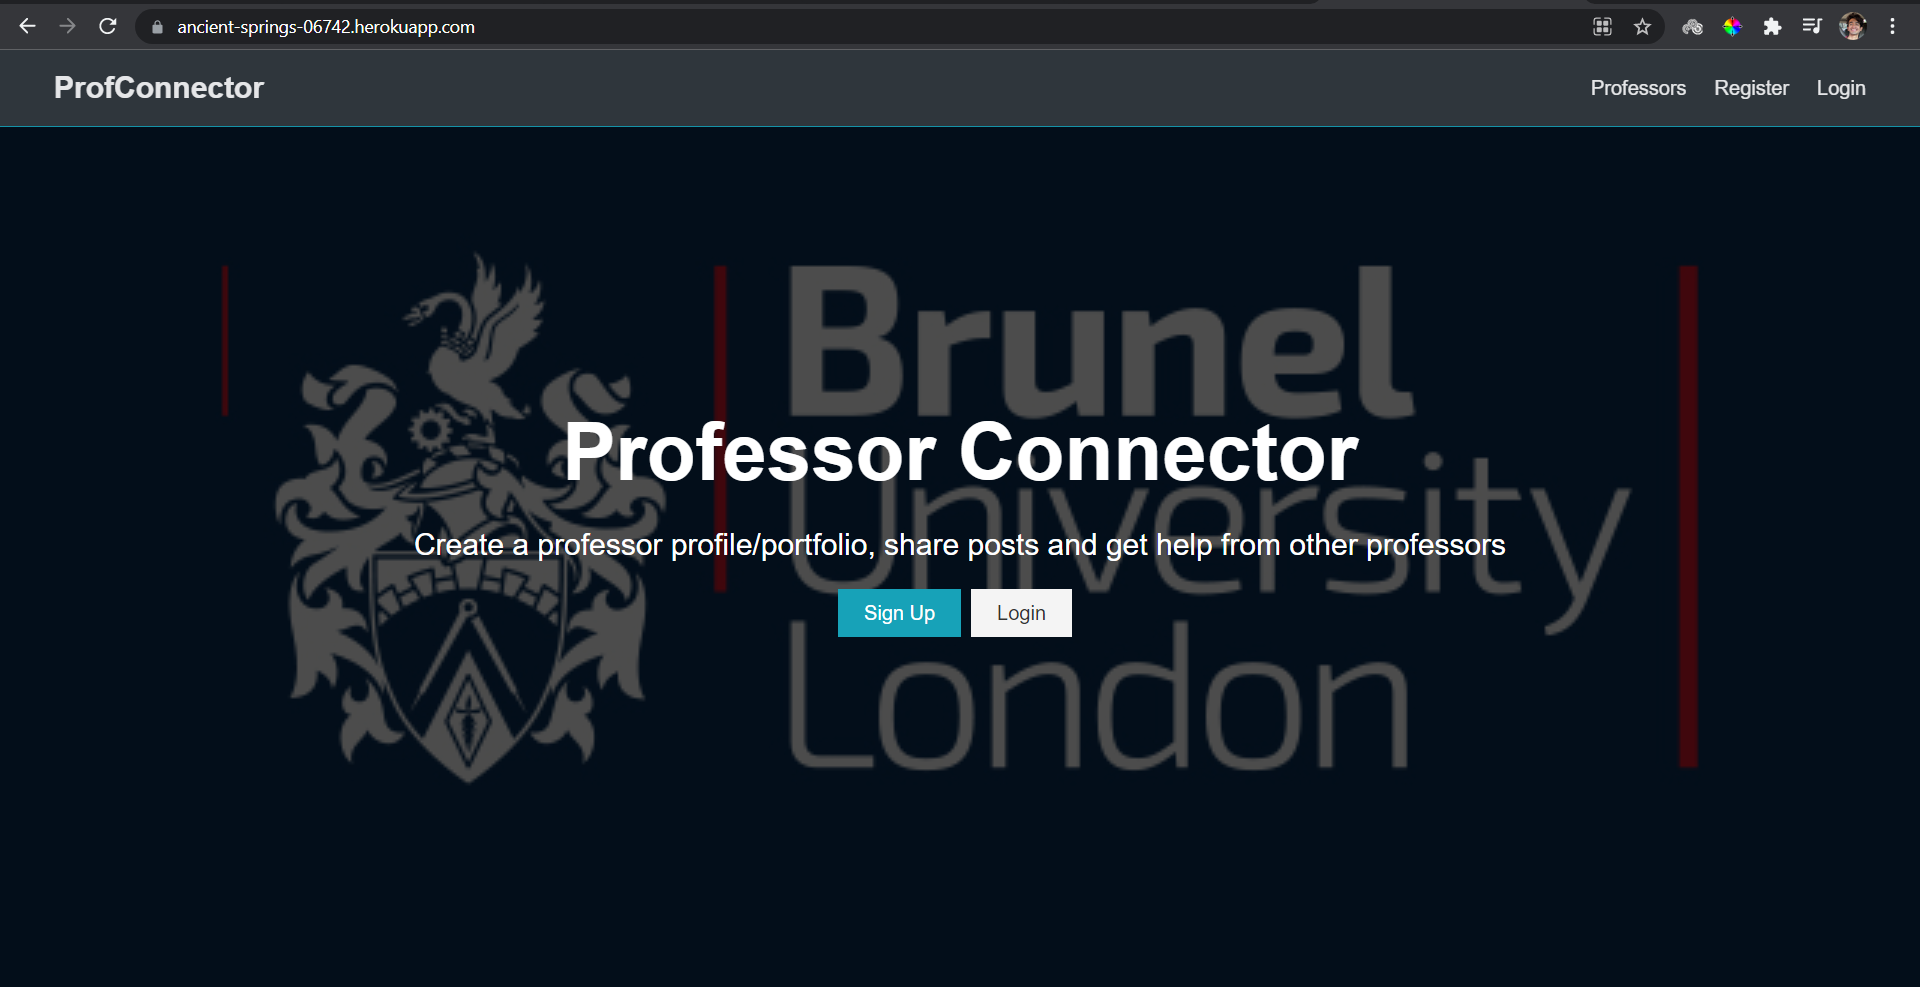 ancient-springs-06742.herokuapp.com
ProfConnector
Professors Register Login
Brunel
University
London
Professor Connector
Create a professor profile/portfolio, share posts and get help from other professors
Sign Up Login